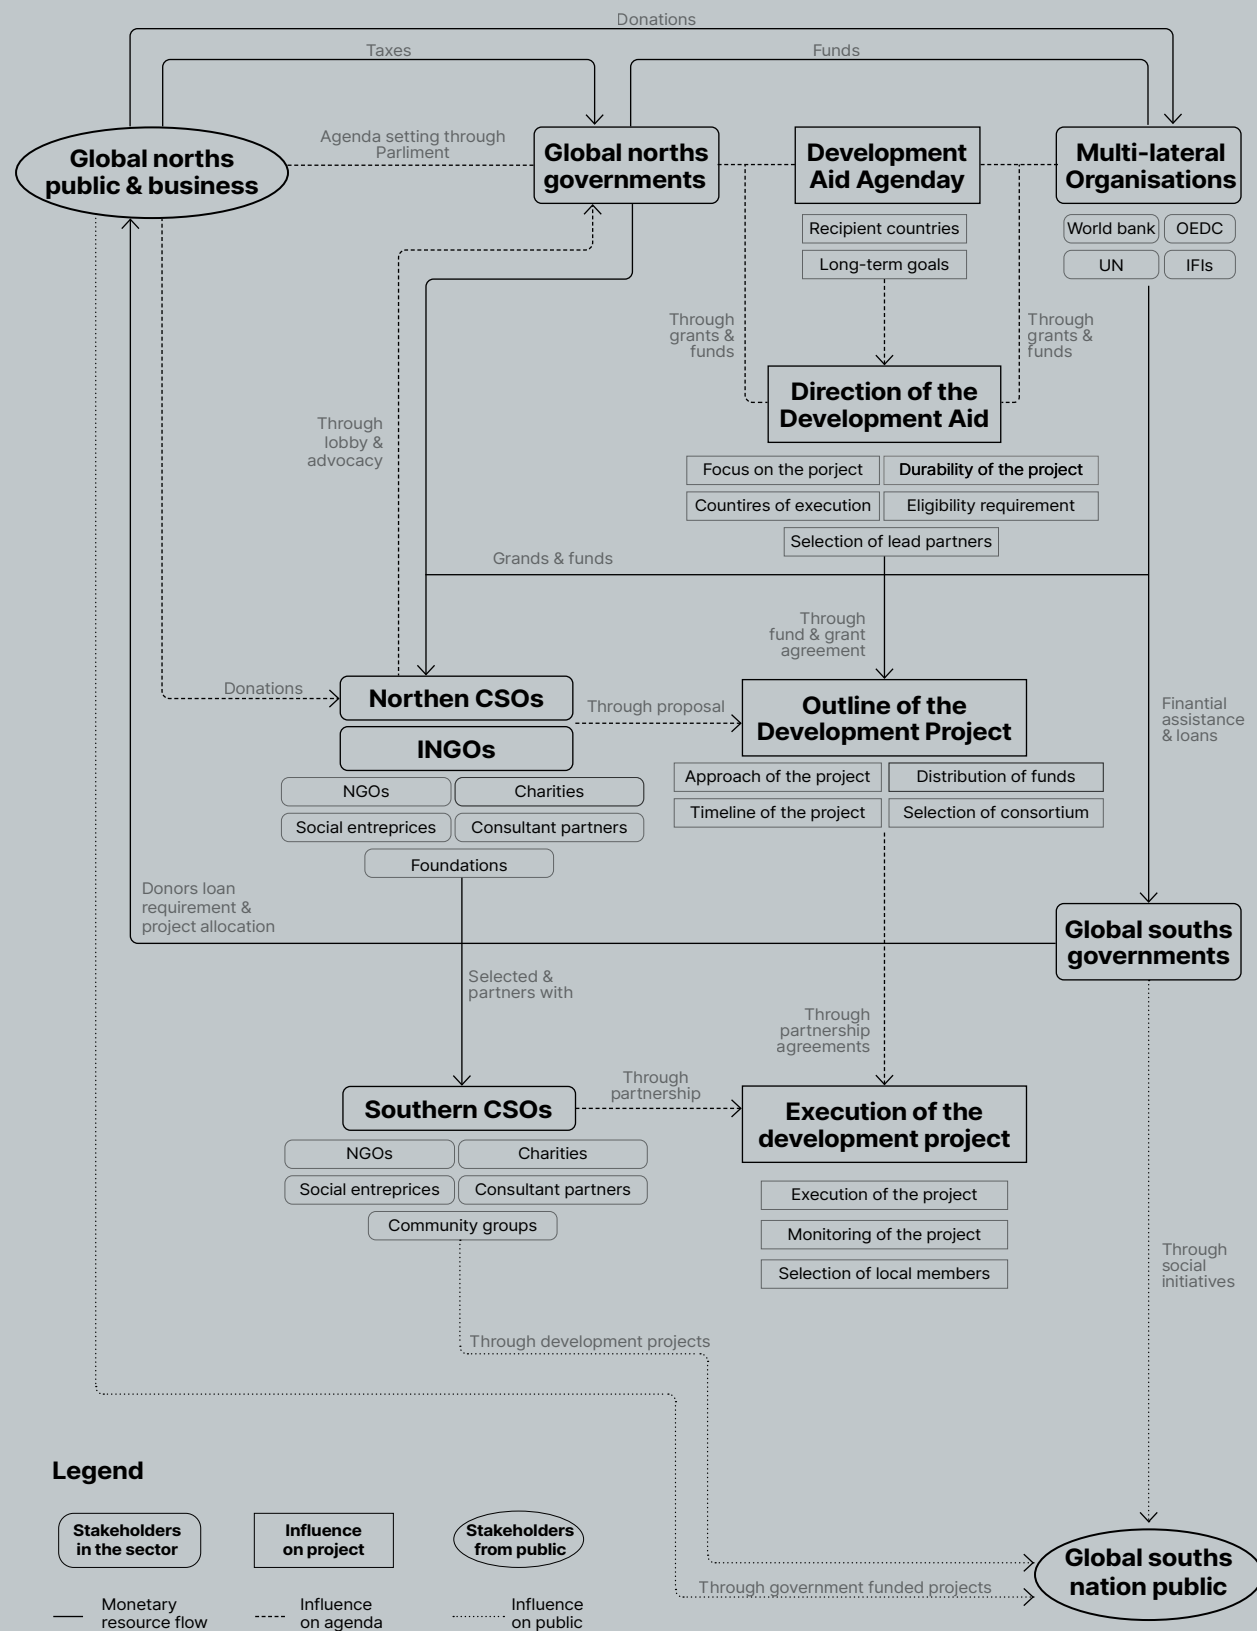 Donations
Taxes
Funds
Agenda setting through
Parliment
Global norths
public & business
Global norths
governments
Development
Aid Agenday
Multi-lateral
Organisations
Recipient countries
Long-term goals
World bank
OEDC
UN
IFIs
Through
grants &
funds
Through
grants &
funds
Direction of the
Development Aid
Through
lobby &
advocacy
Focus on the porject
Durability of the project
Countires of execution
Eligibility requirement
Selection of lead partners
Grands & funds
Through
fund & grant
agreement
Donations
Northen CSOs
INGOs
Through proposal
Outline of the
Development Project
Finantial
assistance
& loans
NGOs
Charities
Social entreprices
Consultant partners
Foundations
Approach of the project
Distribution of funds
Timeline of the project
Selection of consortium
Donors loan
requirement &
project allocation
Global souths
governments
Selected &
partners with
Through
partnership
agreements
Southern CSOs
Through
partnership
Execution of the
development project
NGOs
Charities
Social entreprices
Consultant partners
Community groups
Execution of the project
Monitoring of the project
Selection of local members
Through
social
initiatives
Through development projects
Legend
Stakeholders
in the sector
Influence
on project
Stakeholders
from public
Global souths
nation public
Through government funded projects
Monetary
resource flow
Influence
on agenda
Influence
on public